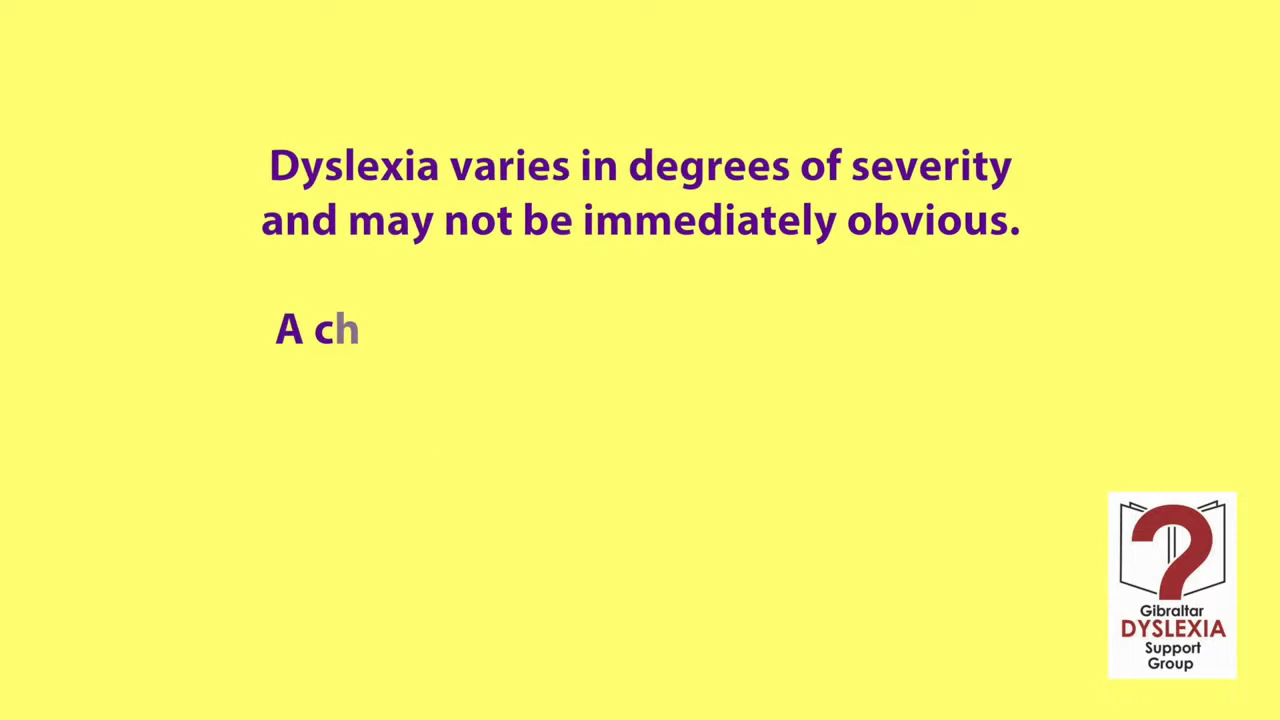 Dyslexia varies in degrees of severity
and may not be immediately obvious.
A ch
Gibraltar
DYSLEXIA
Support
Group